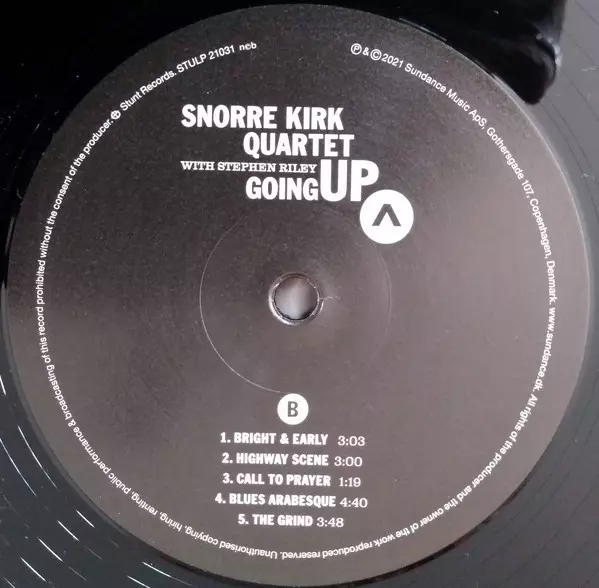 SNORRE KIRK
QUARTET
WITH STEPHEN RILEY
GOING UP
B
1. BRIGHT & EARLY 3:03
2. HIGHWAY SCENE 3:00
3. CALL TO PRAYER 1:19
4. BLUES ARABESQUE 4:40
5. THE GRIND 3:48
℗ & © 2021 Sundance Music ApS, Gothersgade 107, Copenhagen, Denmark. www.sundance.dk. All rights of the producer and the owner of the work reproduced reserved. Unauthorised copying, hiring, renting, public performance & broadcasting of this record prohibited without the consent of the producer. ℗ Stunt Records. STULP 21031 ncb